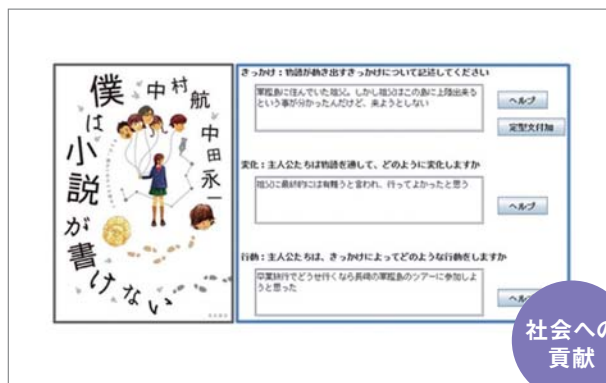 僕は小説が書けない
中村航
中田永一
きっかけ：物語が動き出すきっかけについて記述してください
軍艦島に住んでいた祖父。しかし祖父はこの島に上陸出来る
という事が分かったんだけど、来ようとしない
ヘルプ
定型文付加
変化：主人公たちは物語を通して、どのように変化しますか
祖父に最終的には有難うと言われ、行ってよかったと思う
ヘルプ
行動：主人公たちは、きっかけによってどのような行動をしますか
卒業旅行でどうせ行くなら長崎の軍艦島のツアーに参加しよ
うと思った
ヘル
社会への
貢献